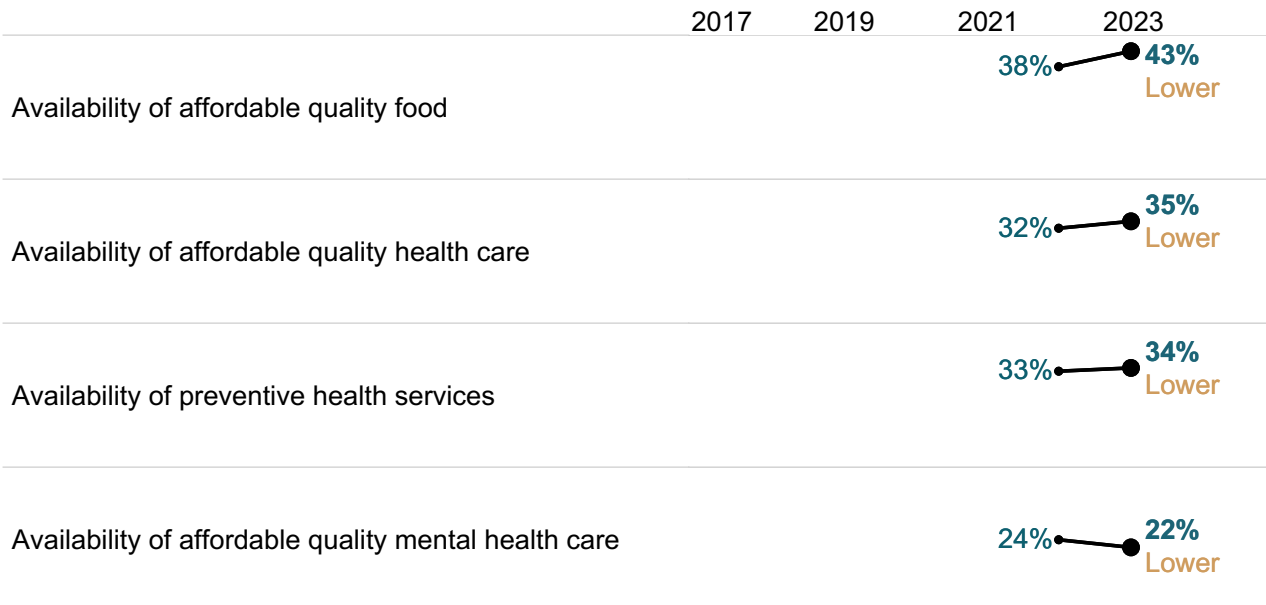 2017 2019 2021 2023
Availability of affordable quality food
38%
43%
Lower
Availability of affordable quality health care
32%
35%
Lower
Availability of preventive health services
33%
34%
Lower
Availability of affordable quality mental health care
24%
22%
Lower